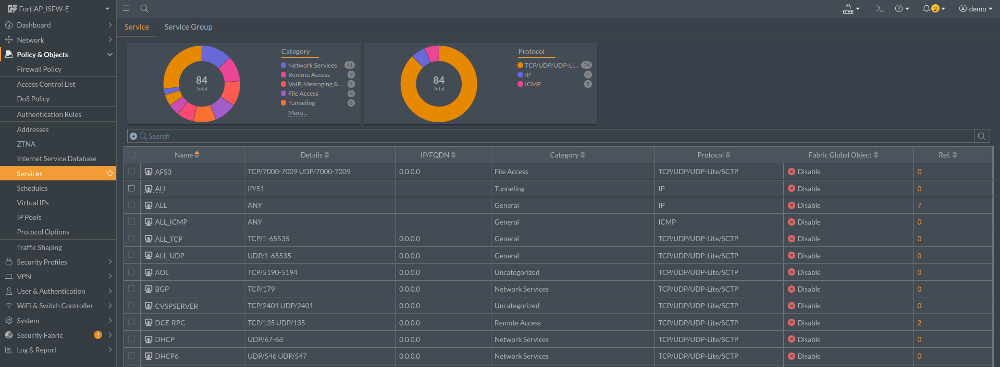 FortiAP_ISFW-E
2
demo
Dashboard
Network
Policy & Objects
Firewall Policy
Access Control List
DoS Policy
Authentication Rules
Addresses
ZTNA
Internet Service Database
Services
Schedules
Virtual IPs
IP Pools
Protocol Options
Traffic Shaping
Security Profiles
VPN
User & Authentication
WiFi & Switch Controller
System
Security Fabric 2
Log & Report
Service Service Group
84
Total
Category
Network Services 11
Remote Access 9
VoIP, Messaging & ... 9
File Access 8
Tunneling 8
More...
84
Total
Protocol
TCP/UDP/UDP-Li... 74
IP 5
ICMP 5
Search
Name Details IP/FQDN Category Protocol Fabric Global Object Ref.
AFS3 TCP/7000-7009 UDP/7000-7009 0.0.0.0 File Access TCP/UDP/UDP-Lite/SCTP Disable 0
AH IP/51 Tunneling IP Disable 0
ALL ANY General IP Disable 7
ALL_ICMP ANY General ICMP Disable 0
ALL_TCP TCP/1-65535 0.0.0.0 General TCP/UDP/UDP-Lite/SCTP Disable 0
ALL_UDP UDP/1-65535 0.0.0.0 General TCP/UDP/UDP-Lite/SCTP Disable 0
AOL TCP/5190-5194 0.0.0.0 Uncategorized TCP/UDP/UDP-Lite/SCTP Disable 0
BGP TCP/179 0.0.0.0 Network Services TCP/UDP/UDP-Lite/SCTP Disable 0
CVSPSERVER TCP/2401 UDP/2401 0.0.0.0 Uncategorized TCP/UDP/UDP-Lite/SCTP Disable 0
DCE-RPC TCP/135 UDP/135 0.0.0.0 Remote Access TCP/UDP/UDP-Lite/SCTP Disable 2
DHCP UDP/67-68 0.0.0.0 Network Services TCP/UDP/UDP-Lite/SCTP Disable 0
DHCP6 UDP/546 UDP/547 0.0.0.0 Network Services TCP/UDP/UDP-Lite/SCTP Disable 0